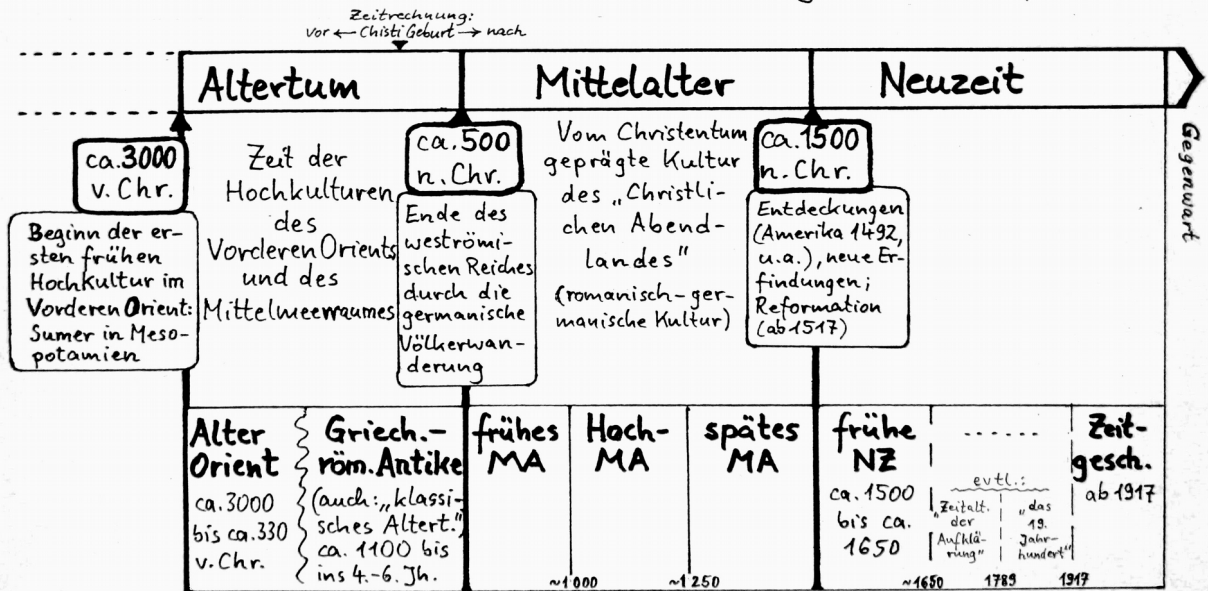 Zeitrechnung:
vor ← Chisti Geburt → nach
Altertum
Mittelalter
Neuzeit
Gegenwart
ca. 3000
v. Chr.
Beginn der er-
sten frühen
Hochkultur im
Vorderen Orient:
Sumer in Meso-
potamien
Zeit der
Hochkulturen
des
Vorderen Orients
und des
Mittelmeerraumes
ca. 500
n. Chr.
Ende des
weströmi-
schen Reiches
durch die
germanische
Völkerwan-
derung
Vom Christentum
geprägte Kultur
des „Christli-
chen Abend-
landes"
(romanisch-ger-
manische Kultur)
ca. 1500
n. Chr.
Entdeckungen
(Amerika 1492,
u.a.), neue Er-
findungen;
Reformation
(ab 1517)
Alter
Orient
ca. 3000
bis ca. 330
v. Chr.
Griech.-
röm. Antike
(auch: „klassi-
sches Altert.")
ca. 1100 bis
ins 4.-6. Jh.
frühes
MA
~1000
Hoch-
MA
~1250
spätes
MA
frühe
NZ
ca. 1500
bis ca.
1650
~1650
......
evtl.:
„Zeitalt.
der
Aufklä-
rung"
1789
„das
19.
Jahr-
hundert"
1917
Zeit-
gesch.
ab 1917